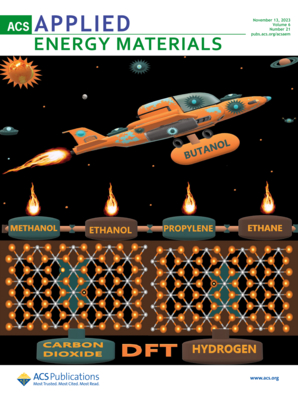 ACS APPLIED
ENERGY MATERIALS
November 13, 2023
Volume 6
Number 21
pubs.acs.org/acsaem
BUTANOL
METHANOL
ETHANOL
PROPYLENE
ETHANE
CARBON
DIOXIDE
DFT
HYDROGEN
ACS Publications
Most Trusted. Most Cited. Most Read.
www.acs.org